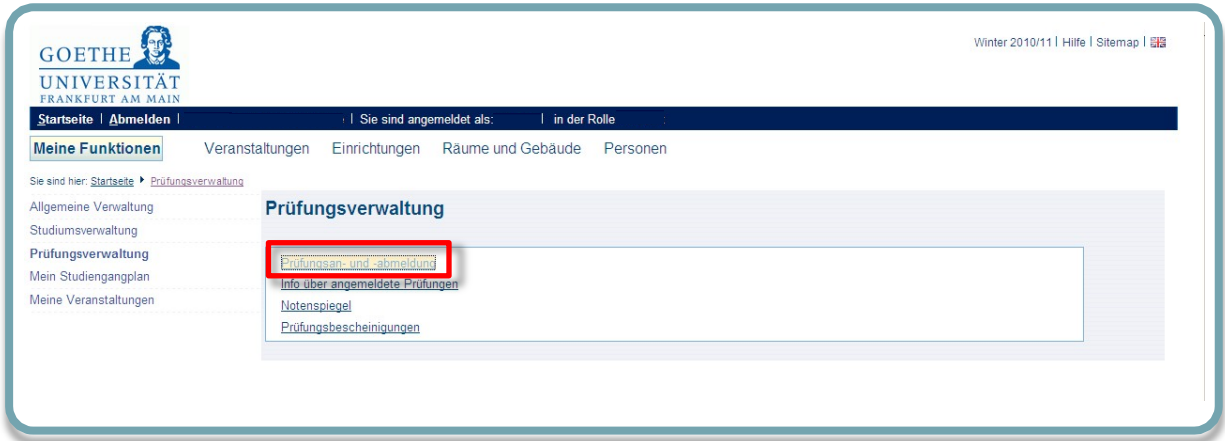 GOETHE
UNIVERSITÄT
FRANKFURT AM MAIN
Winter 2010/11 | Hilfe | Sitemap |
Startseite | Abmelden | | Sie sind angemeldet als: | in der Rolle :
Meine Funktionen Veranstaltungen Einrichtungen Räume und Gebäude Personen
Sie sind hier: Startseite Prüfungsverwaltung
Allgemeine Verwaltung
Studiumsverwaltung
Prüfungsverwaltung
Mein Studiengangplan
Meine Veranstaltungen
Prüfungsverwaltung
Prüfungsan- und -abmeldung
Info über angemeldete Prüfungen
Notenspiegel
Prüfungsbescheinigungen